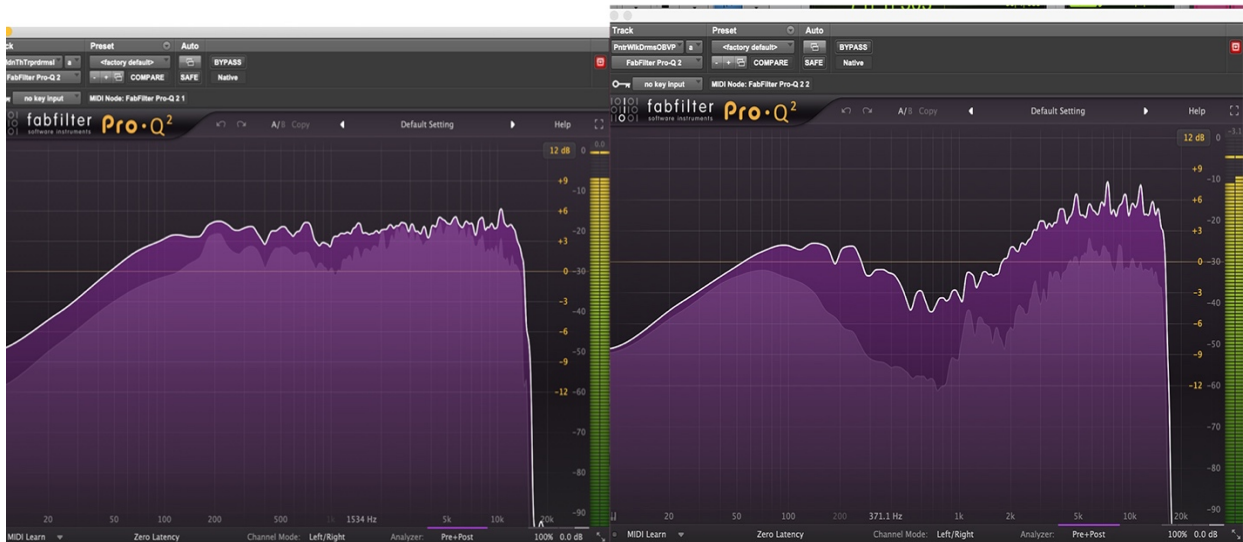 Track Preset Auto
dnThTrprdrmsl a <factory default> BYPASS
FabFilter Pro-Q 2 - + COMPARE SAFE Native
no key input MIDI Node: FabFilter Pro-Q 2 1
fabfilter Pro·Q2 A/B Copy Default Setting Help
software instruments
12 dB 0 0.0
+9 -10
+6
-20
+3
0 -30
-3
-40
-6
-50
-9
-12 -60
-70
-80
-90
20 50 100 200 500 1k 1534 Hz 5k 10k 20k
MIDI Learn Zero Latency Channel Mode: Left/Right Analyzer: Pre+Post 100% 0.0 dB
Track Preset Auto
PntrWlkDrmsOBVP a <factory default> BYPASS
FabFilter Pro-Q 2 - + COMPARE SAFE Native
no key input MIDI Node: FabFilter Pro-Q 2 2
fabfilter Pro·Q2 A/B Copy Default Setting Help
software instruments
12 dB 0 -3.1
+9 -10
+6
-20
+3
0 -30
-3
-40
-6
-50
-9
-12 -60
-70
-80
-90
20 50 100 200 371.1 Hz 1k 2k 5k 10k 20k
MIDI Learn Zero Latency Channel Mode: Left/Right Analyzer: Pre+Post 100% 0.0 dB